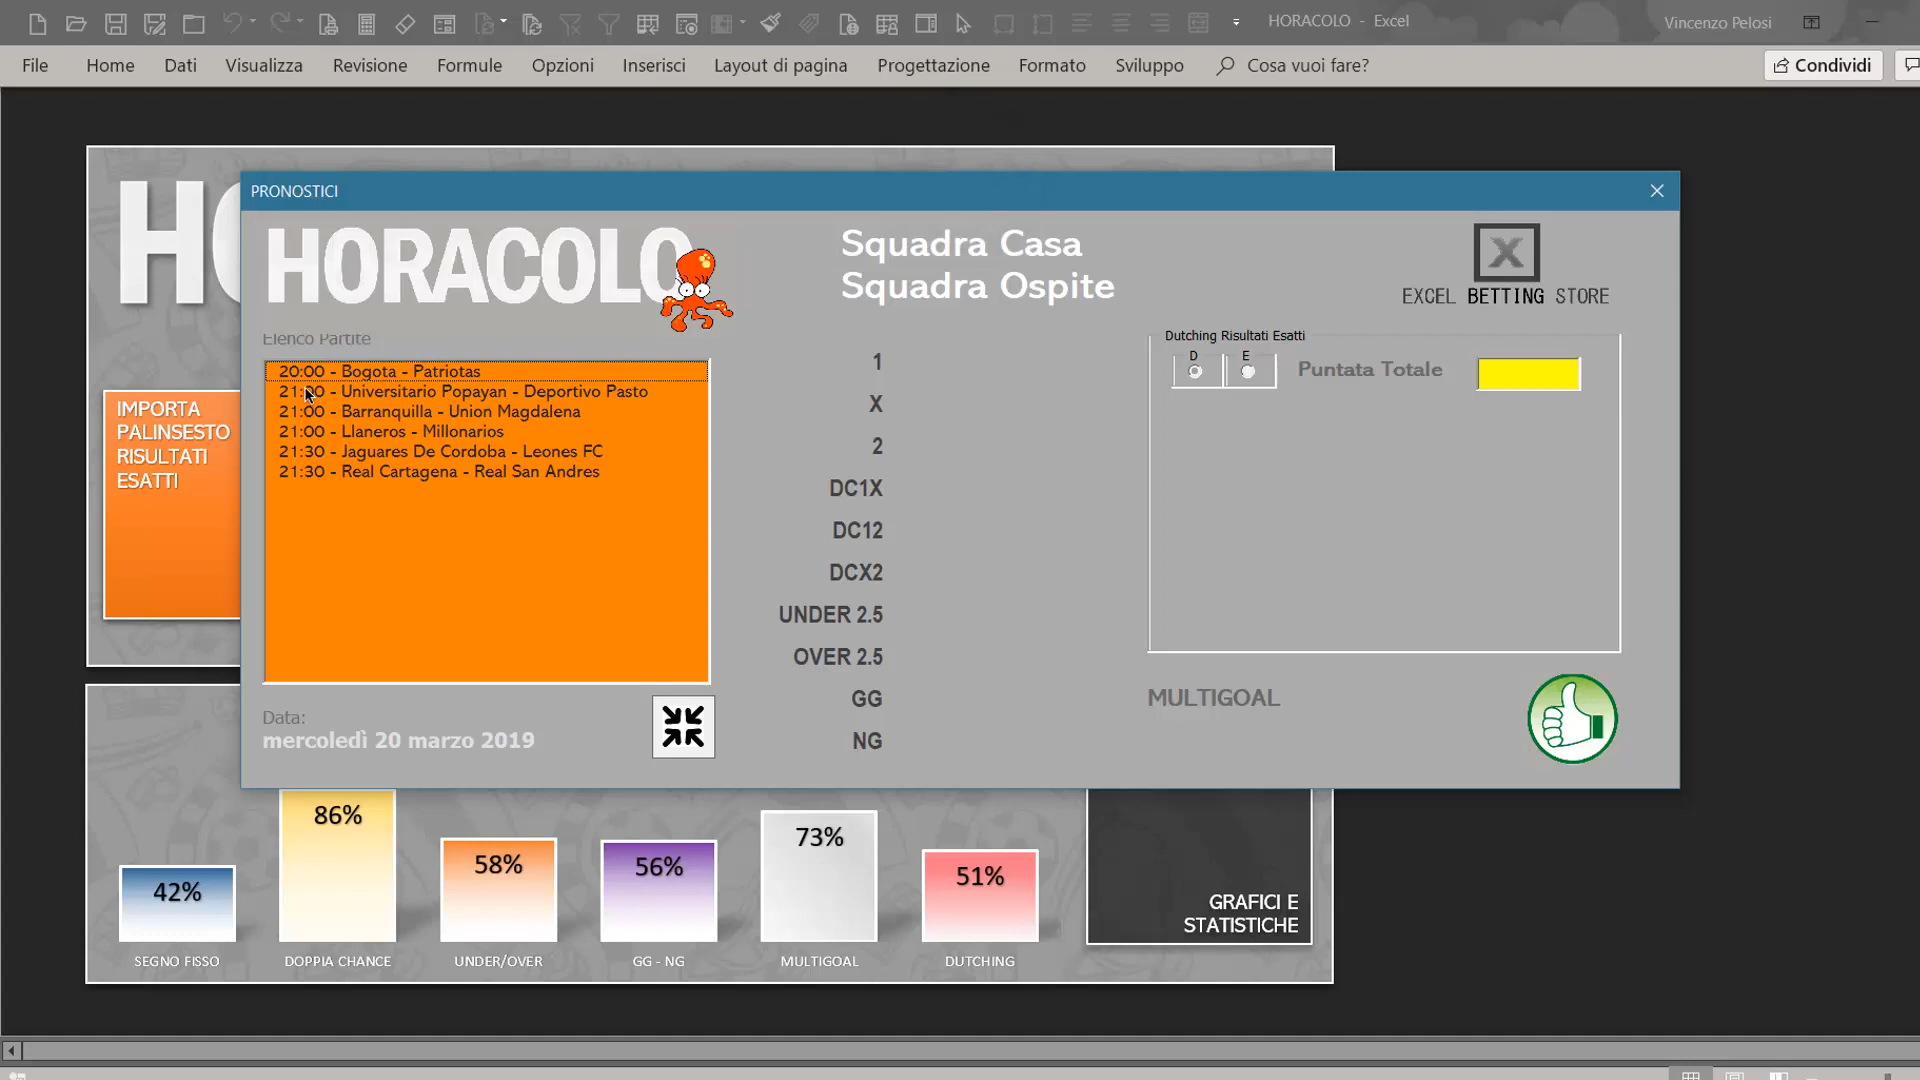 HORACOLO - Excel
Vincenzo Pelosi
File
Home
Dati
Visualizza
Revisione
Formule
Opzioni
Inserisci
Layout di pagina
Progettazione
Formato
Sviluppo
Cosa vuoi fare?
Condividi
PRONOSTICI
HORACOLO
Squadra Casa
Squadra Ospite
X
EXCEL BETTING STORE
Elenco Partite
20:00 - Bogota - Patriotas
21:00 - Universitario Popayan - Deportivo Pasto
21:00 - Barranquilla - Union Magdalena
21:00 - Llaneros - Millonarios
21:30 - Jaguares De Cordoba - Leones FC
21:30 - Real Cartagena - Real San Andres
Data:
mercoledì 20 marzo 2019
1
X
2
DC1X
DC12
DCX2
UNDER 2.5
OVER 2.5
GG
NG
Dutching Risultati Esatti
D
E
Puntata Totale
MULTIGOAL
IMPORTA
PALINSESTO
RISULTATI
ESATTI
42%
86%
58%
56%
73%
51%
SEGNO FISSO
DOPPIA CHANCE
UNDER/OVER
GG - NG
MULTIGOAL
DUTCHING
GRAFICI E
STATISTICHE